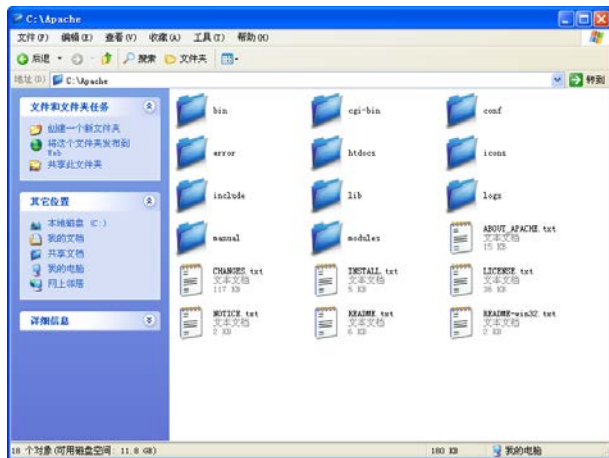 C:\Apache
文件(F) 编辑(E) 查看(V) 收藏(A) 工具(T) 帮助(H)
后退 搜索 文件夹
地址(D) C:\Apache 转到
文件和文件夹任务
创建一个新文件夹
将这个文件夹发布到
Web
共享此文件夹
其它位置
本地磁盘 (C:)
我的文档
共享文档
我的电脑
网上邻居
详细信息
bin cgi-bin conf
error htdocs icons
include lib logs
manual modules
ABOUT_APACHE.txt
文本文档
15 KB
CHANGES.txt
文本文档
117 KB
INSTALL.txt
文本文档
5 KB
LICENSE.txt
文本文档
36 KB
NOTICE.txt
文本文档
2 KB
README.txt
文本文档
6 KB
README-win32.txt
文本文档
2 KB
18 个对象(可用磁盘空间: 11.8 GB) 180 KB 我的电脑